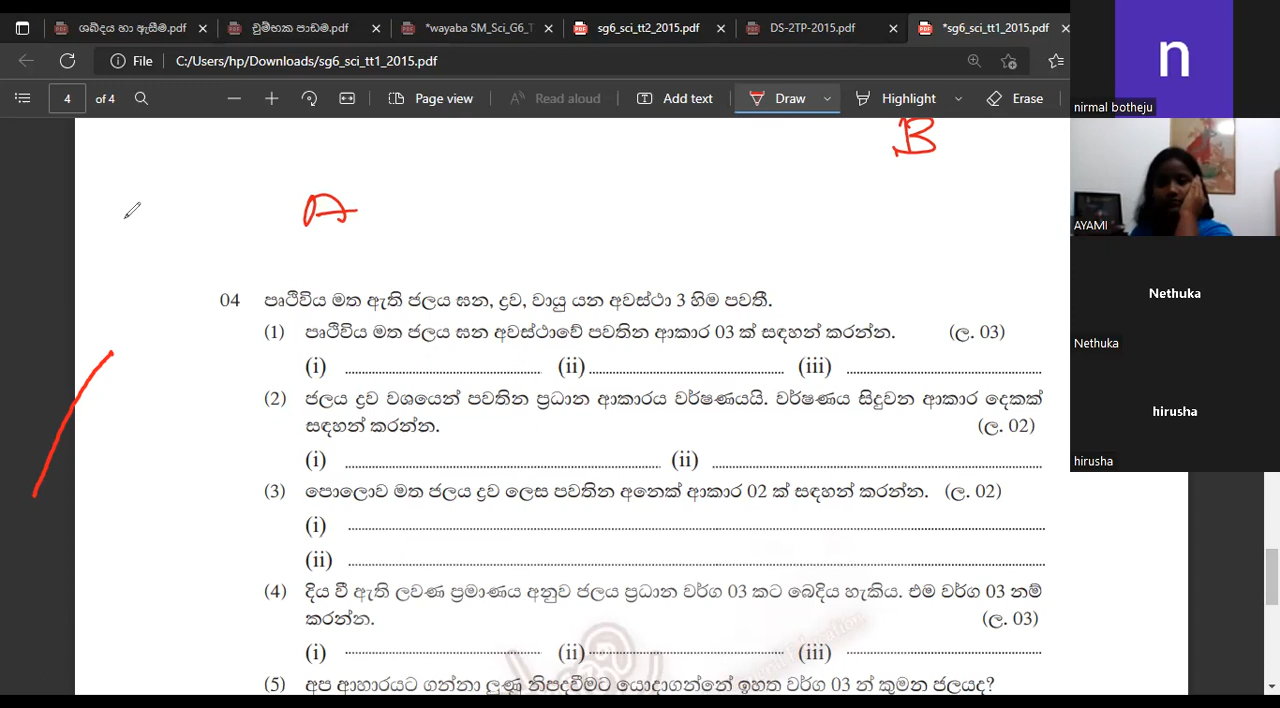 ශබ්දය හා ඇසීම.pdf
චුම්භක පාඩම.pdf
*wayaba SM_Sci_G6_T
sg6_sci_tt2_2015.pdf
DS-2TP-2015.pdf
*sg6_sci_tt1_2015.pdf
File C:/Users/hp/Downloads/sg6_sci_tt1_2015.pdf
4 of 4 Page view Read aloud Add text Draw Highlight Erase
n
nirmal botheju
AYAMI
Nethuka
Nethuka
hirusha
hirusha
B
A
04 පෘථිවිය මත ඇති ජලය ඝන, ද්‍රව, වායු යන අවස්ථා 3 හිම පවතී.
(1) පෘථිවිය මත ජලය ඝන අවස්ථාවේ පවතින ආකාර 03 ක් සඳහන් කරන්න. (ල. 03)
(i) ........................................ (ii) ........................................ (iii) ........................................
(2) ජලය ද්‍රව වශයෙන් පවතින ප්‍රධාන ආකාරය වර්ෂණයයි. වර්ෂණය සිදුවන ආකාර දෙකක්
සඳහන් කරන්න. (ල. 02)
(i) ........................................ (ii) ........................................
(3) පොලොව මත ජලය ද්‍රව ලෙස පවතින අනෙක් ආකාර 02 ක් සඳහන් කරන්න. (ල. 02)
(i) ........................................
(ii) ........................................
(4) දිය වී ඇති ලවණ ප්‍රමාණය අනුව ජලය ප්‍රධාන වර්ග 03 කට බෙදිය හැකිය. එම වර්ග 03 නම්
කරන්න. (ල. 03)
(i) ........................................ (ii) ........................................ (iii) ........................................
(5) අප ආහාරයට ගන්නා ලුණු නිපදවීමට යොදාගන්නේ ඉහත වර්ග 03 න් කුමන ජලයද?